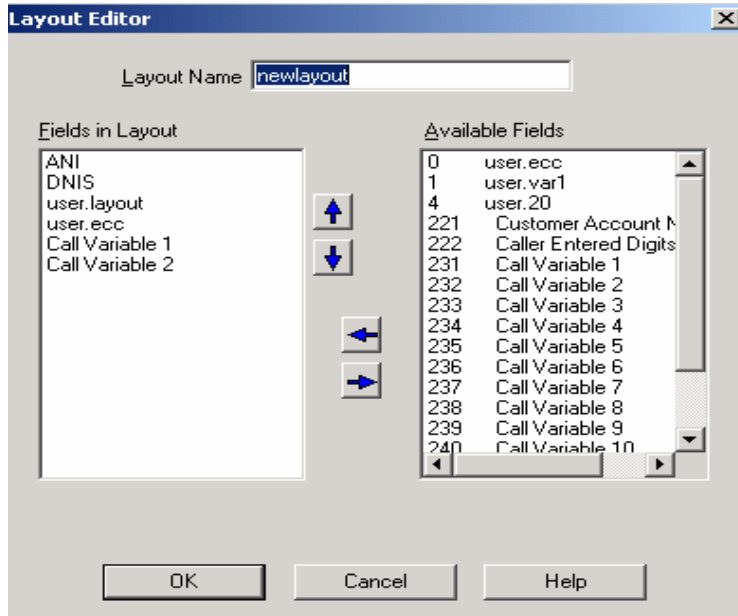 Layout Editor
Layout Name newlayout
Fields in Layout
ANI
DNIS
user.layout
user.ecc
Call Variable 1
Call Variable 2
Available Fields
0 user.ecc
1 user.var1
4 user.20
221 Customer Account N
222 Caller Entered Digits
231 Call Variable 1
232 Call Variable 2
233 Call Variable 3
234 Call Variable 4
235 Call Variable 5
236 Call Variable 6
237 Call Variable 7
238 Call Variable 8
239 Call Variable 9
240 Call Variable 10
OK Cancel Help